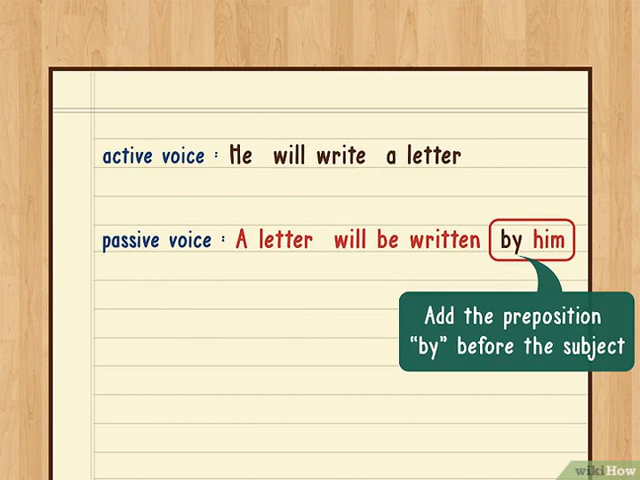 active voice : He will write a letter
passive voice : A letter will be written by him
Add the preposition
“by” before the subject
wikiHow